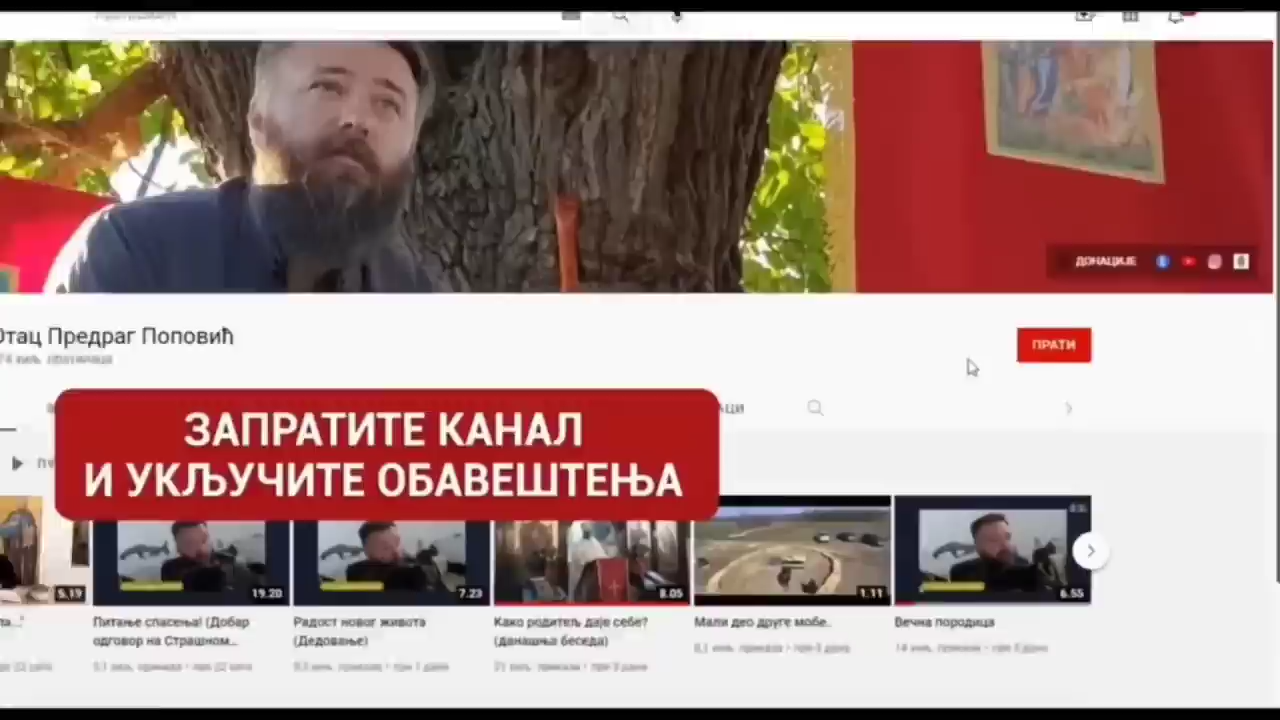 ДОНАЦИЈЕ
Отац Предраг Поповић
ПРАТИ
ЗАПРАТИТЕ КАНАЛ
И УКЉУЧИТЕ ОБАВЕШТЕЊА
5.19
19.20
7.23
8.05
1.11
6.55
Питање спасења! (Добар
одговор на Страшном...
Радост новог живота
(Дедовање)
Како родитељ даје себе?
(данашња беседа)
Мали део друге мобе..
Вечна породица